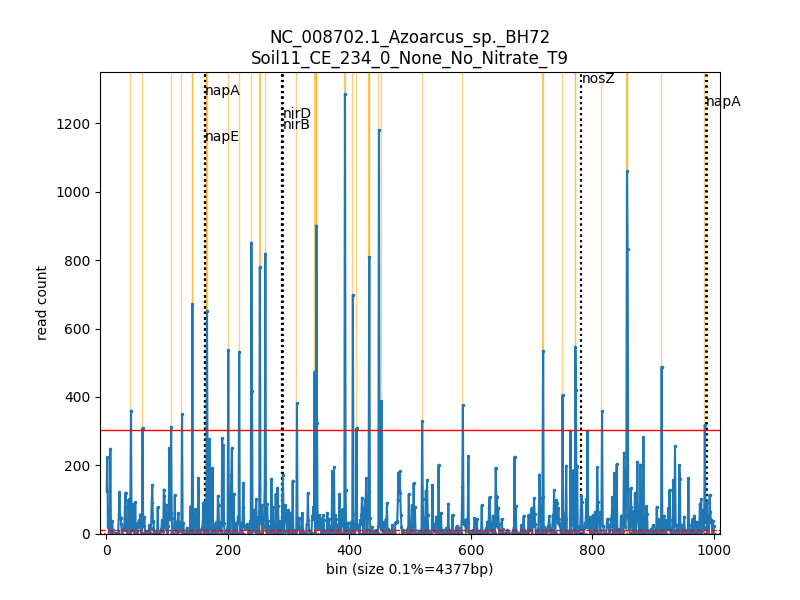 NC_008702.1_Azoarcus_sp._BH72
Soil11_CE_234_0_None_No_Nitrate_T9
nosZ
napA
napA
nirD
nirB
napE
1200
1000
800
600
400
200
0
read count
0
200
400
600
800
1000
bin (size 0.1%=4377bp)